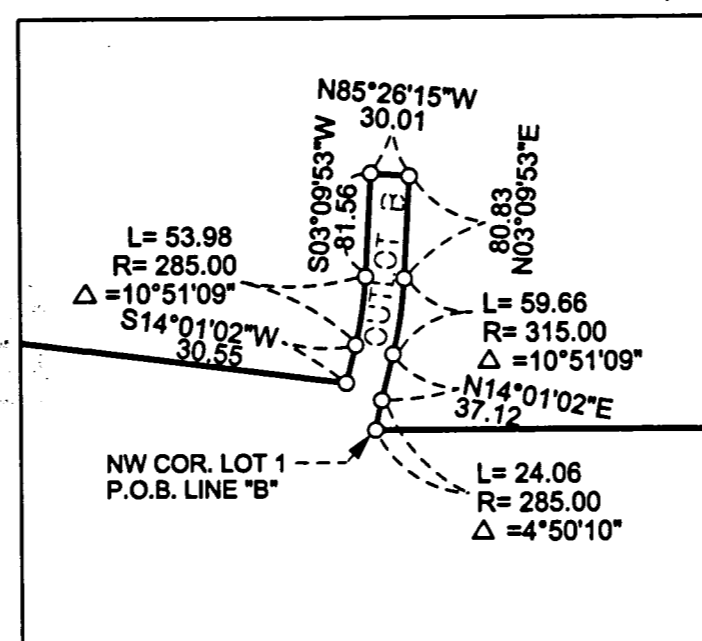 N85°26'15"W
30.01
S03°09'53"W
81.56
80.83
N03°09'53"E
L= 53.98
R= 285.00
Δ =10°51'09"
S14°01'02"W
30.55
L= 59.66
R= 315.00
Δ =10°51'09"
N14°01'02"E
37.12
NW COR. LOT 1
P.O.B. LINE "B"
L= 24.06
R= 285.00
Δ =4°50'10"